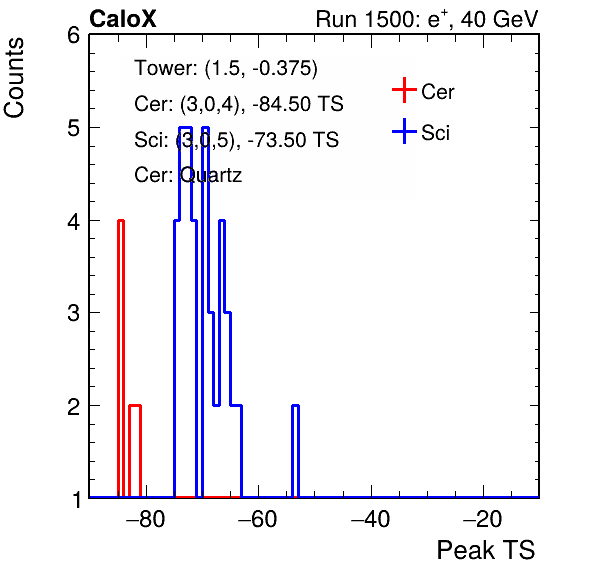 CaloX Run 1500: e⁺, 40 GeV
Counts
Tower: (1.5, -0.375)
Cer: (3,0,4), -84.50 TS
Sci: (3,0,5), -73.50 TS
Cer: Quartz
Cer
Sci
6
5
4
3
2
1
−80 −60 −40 −20
Peak TS